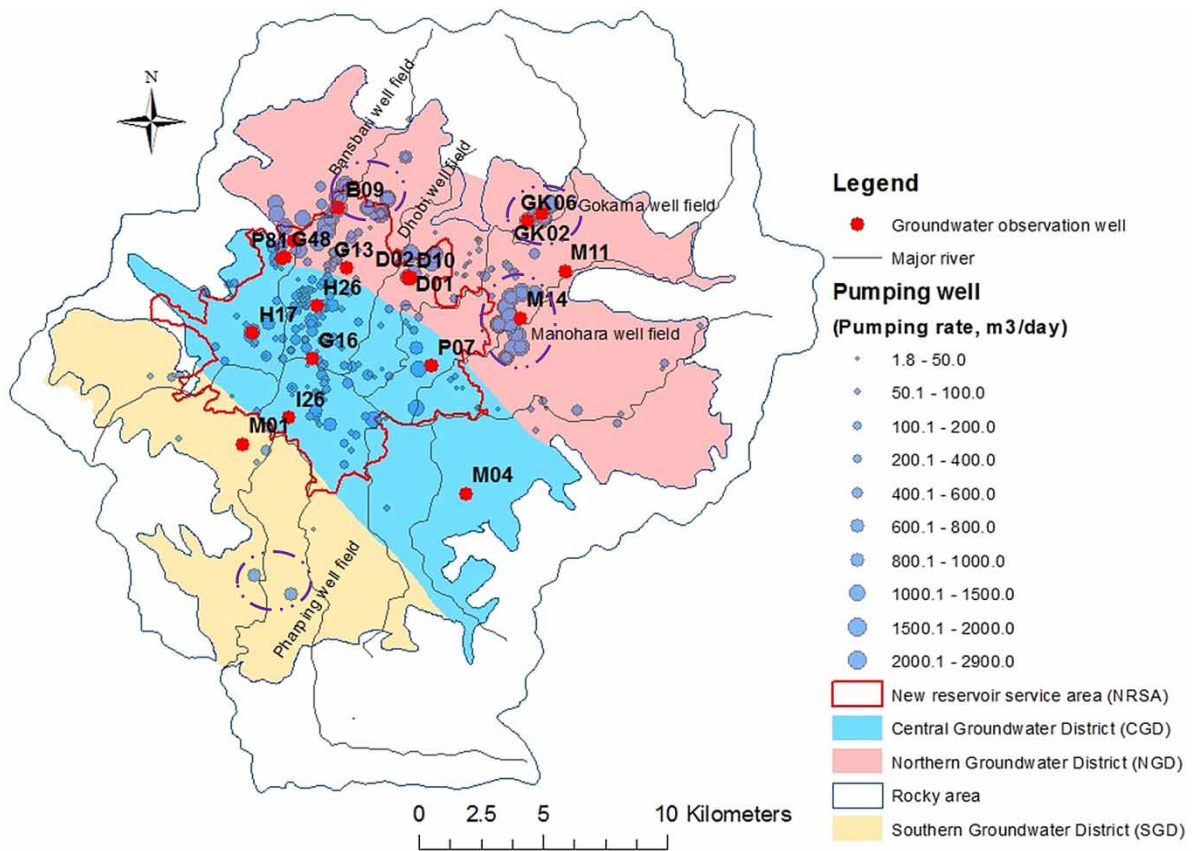 N
Bansbari well field
Dhobi well field
B09
GK06
Gokarna well field
GK02
P81
G48
G13
D02
D10
D01
M11
H26
M14
H17
Manohara well field
G16
P07
I26
M01
M04
Pharping well field
Legend
Groundwater observation well
Major river
Pumping well
(Pumping rate, m3/day)
1.8 - 50.0
50.1 - 100.0
100.1 - 200.0
200.1 - 400.0
400.1 - 600.0
600.1 - 800.0
800.1 - 1000.0
1000.1 - 1500.0
1500.1 - 2000.0
2000.1 - 2900.0
New reservoir service area (NRSA)
Central Groundwater District (CGD)
Northern Groundwater District (NGD)
Rocky area
Southern Groundwater District (SGD)
0 2.5 5 10 Kilometers